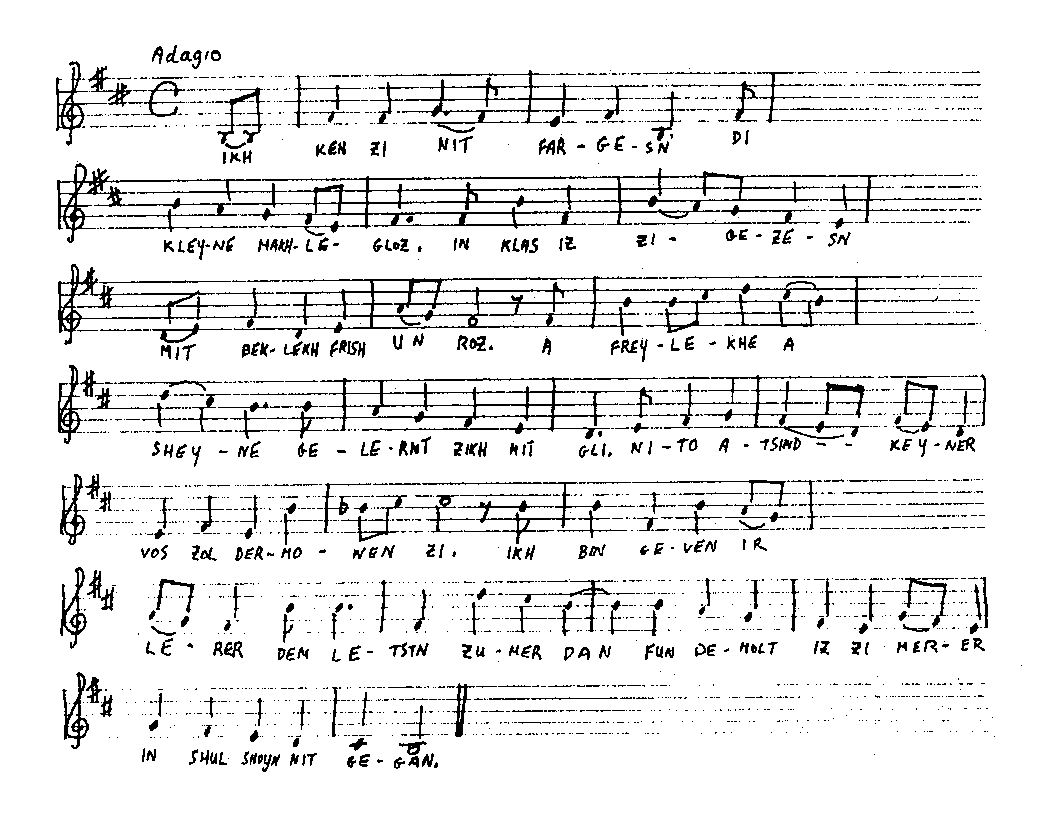 Adagio
IKH KEN ZI NIT FAR-GE-SN DI
KLEY-NE MAKH-LE-GLOZ. IN KLAS IZ ZI-GE-ZE-SN
MIT BEK-LEKH FRISH UN ROZ. A FREY-LE-KHE A
SHEY-NE GE-LE-RNT ZIKH MIT GLI. NI-TO A-TSIND-- KEY-NER
VOS ZOL DER-MO-NEN ZI. IKH BIN GE-VEN IR
LE-RER DEM LE-TSTN ZU-MER DAN FUN DE-MOLT IZ ZI MER-ER
IN SHUL SHOYN NIT GE-GAN.